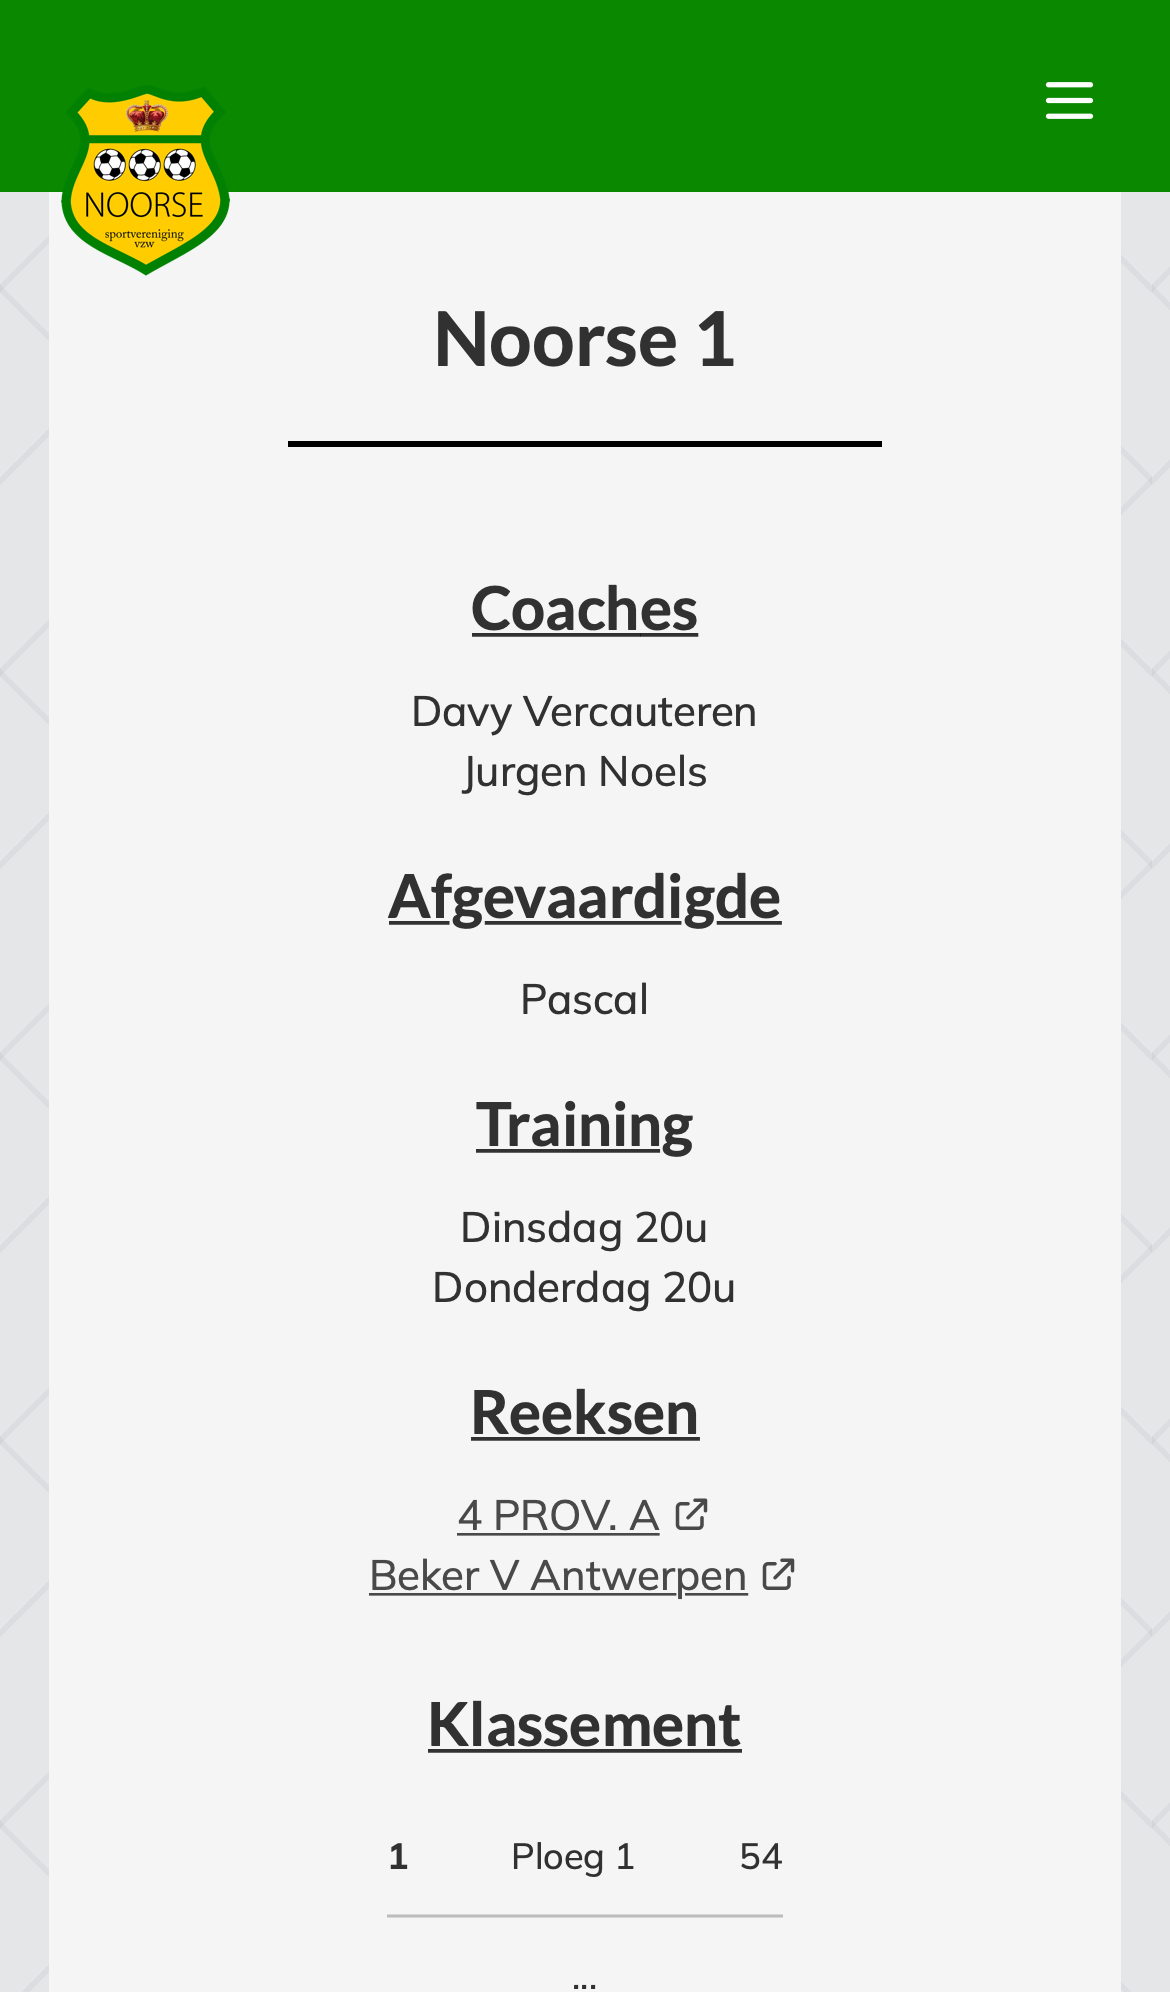 NOORSE
sportvereniging
vzw
Noorse 1
Coaches
Davy Vercauteren
Jurgen Noels
Afgevaardigde
Pascal
Training
Dinsdag 20u
Donderdag 20u
Reeksen
4 PROV. A
Beker V Antwerpen
Klassement
1 Ploeg 1 54
...